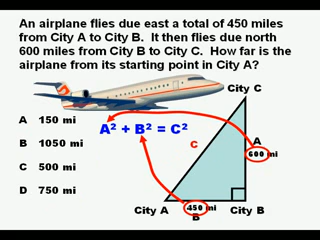 An airplane flies due east a total of 450 miles
from City A to City B.  It then flies due north
600 miles from City B to City C.  How far is the
airplane from its starting point in City A?
City C
A   150 mi
A² + B² = C²
A
B   1050 mi
C
600 mi
C   500 mi
D   750 mi
450 mi
City A
B
City B